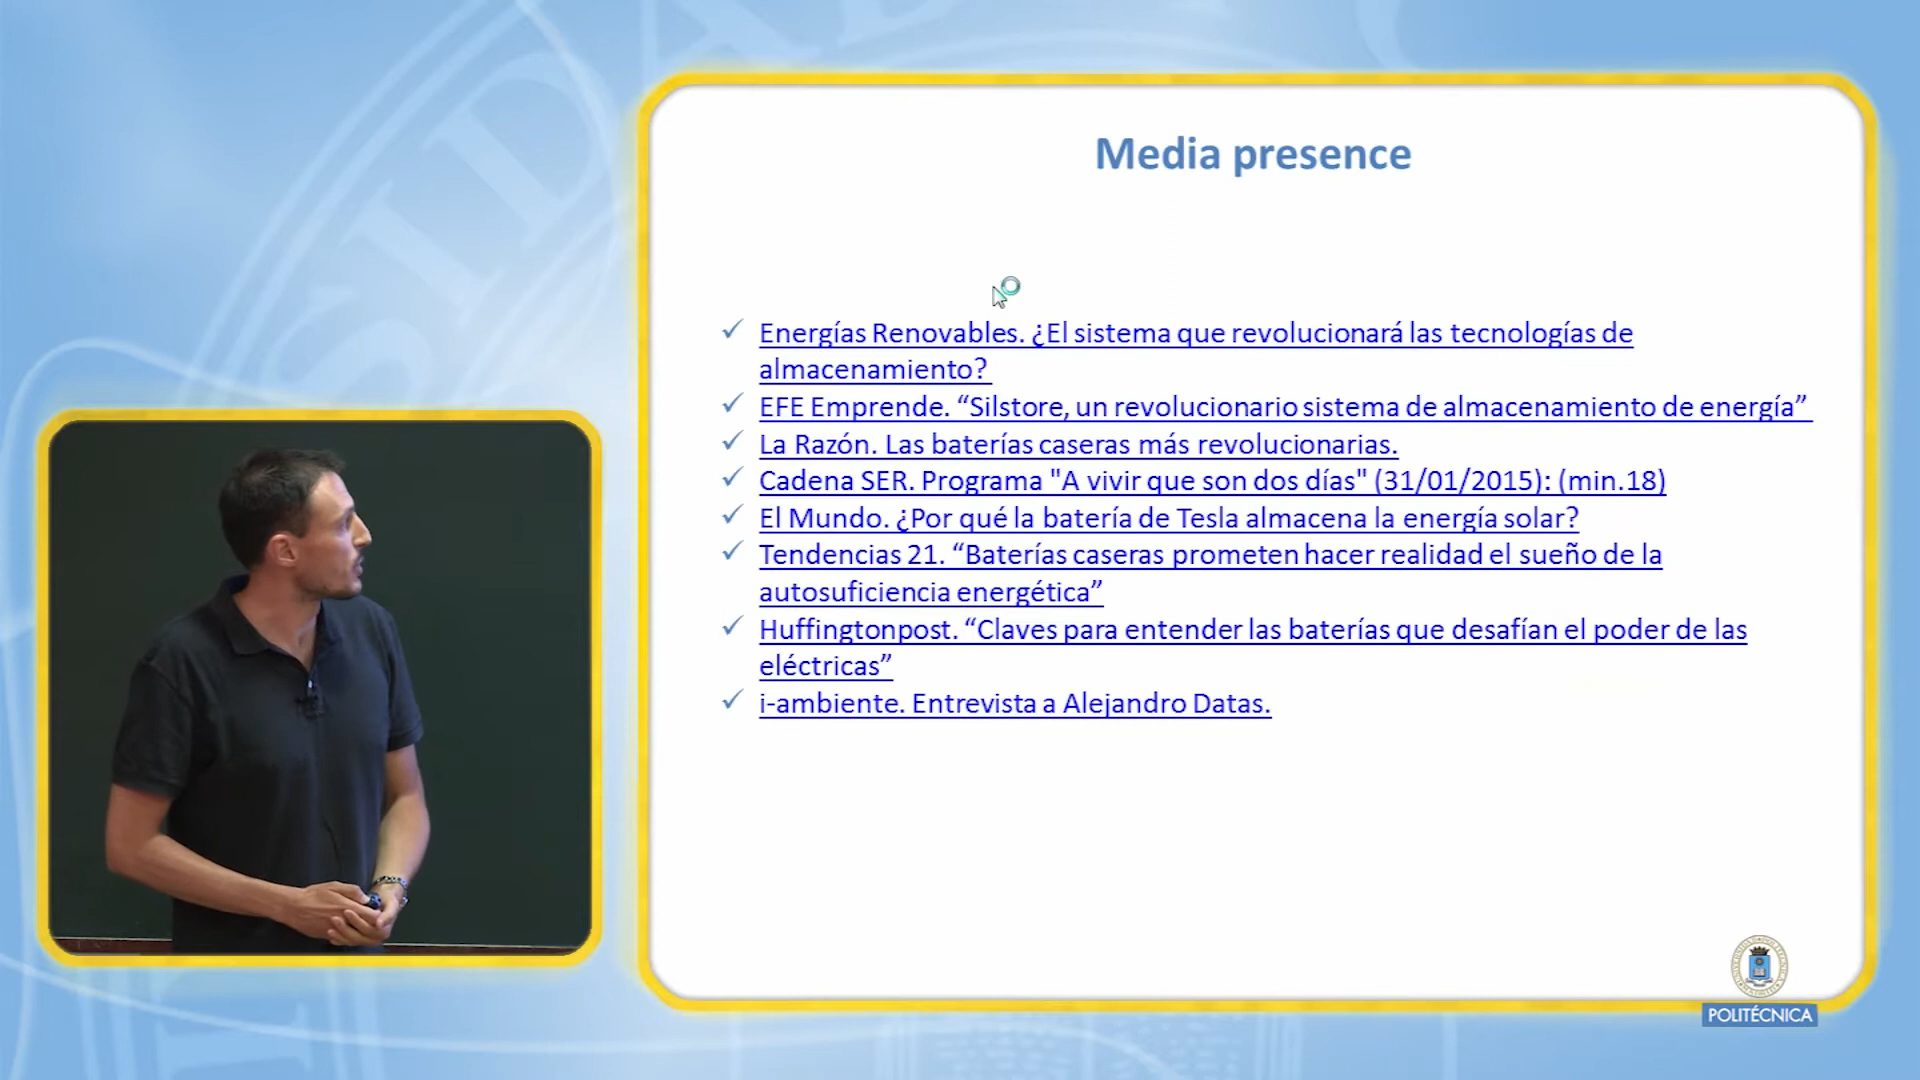 Media presence
Energías Renovables. ¿El sistema que revolucionará las tecnologías de
almacenamiento?
EFE Emprende. “Silstore, un revolucionario sistema de almacenamiento de energía”
La Razón. Las baterías caseras más revolucionarias.
Cadena SER. Programa "A vivir que son dos días" (31/01/2015): (min.18)
El Mundo. ¿Por qué la batería de Tesla almacena la energía solar?
Tendencias 21. “Baterías caseras prometen hacer realidad el sueño de la
autosuficiencia energética”
Huffingtonpost. “Claves para entender las baterías que desafían el poder de las
eléctricas”
i-ambiente. Entrevista a Alejandro Datas.
POLITÉCNICA